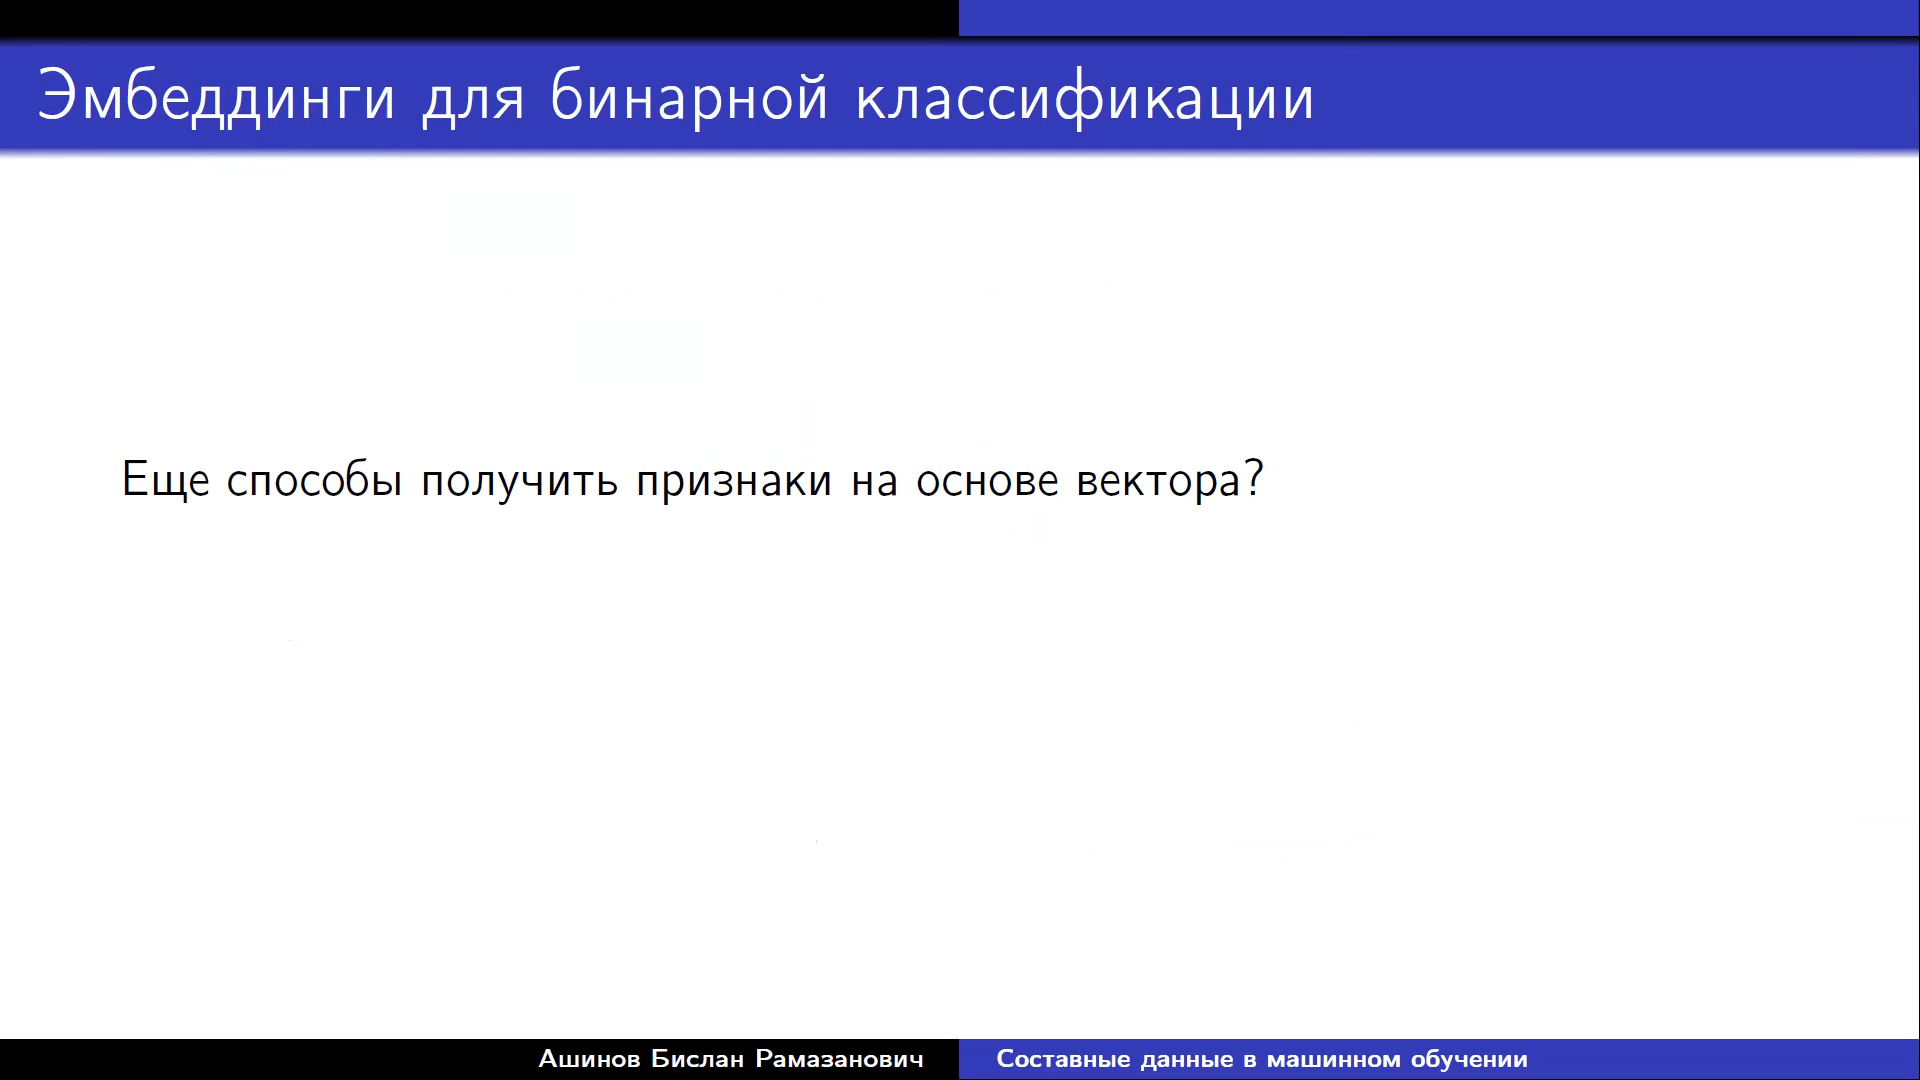 Эмбеддинги для бинарной классификации
Еще способы получить признаки на основе вектора?
Ашинов Бислан Рамазанович
Составные данные в машинном обучении